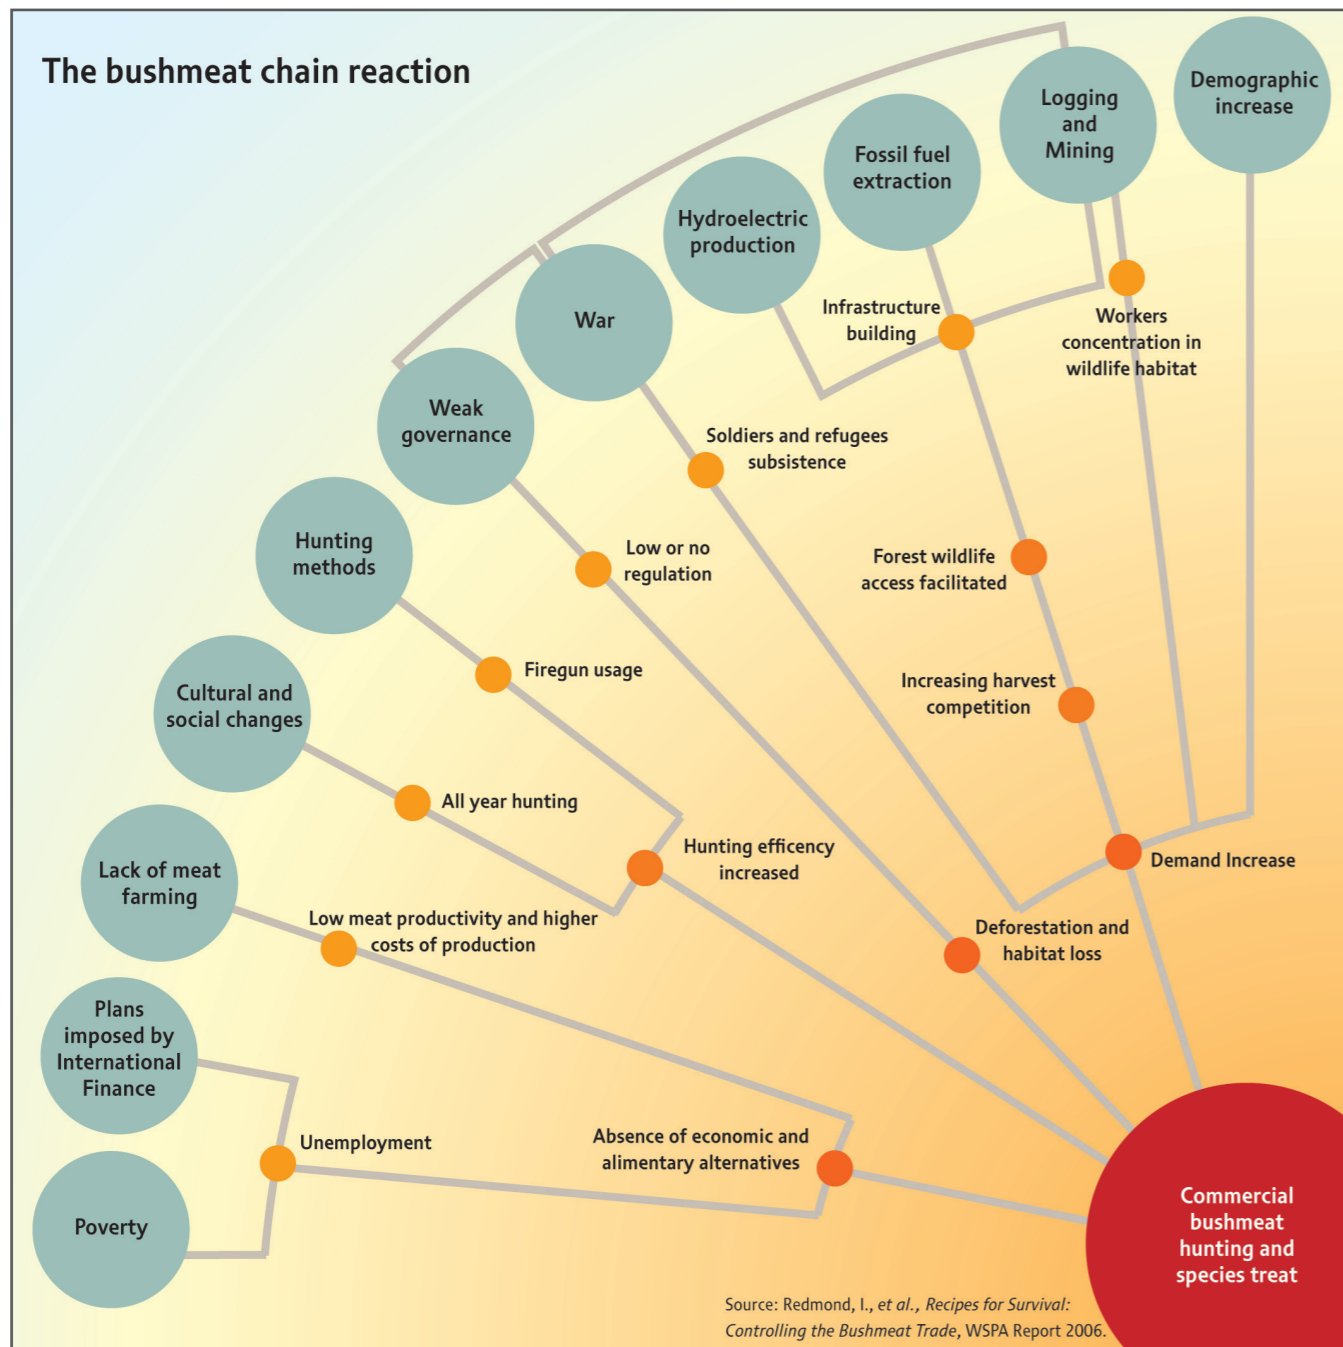 The bushmeat chain reaction
Demographic
increase
Logging
and
Mining
Fossil fuel
extraction
Hydroelectric
production
War
Weak
governance
Hunting
methods
Cultural and
social changes
Lack of meat
farming
Plans
imposed by
International
Finance
Poverty
Infrastructure
building
Workers
concentration in
wildlife habitat
Soldiers and refugees
subsistence
Low or no
regulation
Forest wildlife
access facilitated
Firegun usage
Increasing harvest
competition
All year hunting
Hunting efficency
increased
Demand Increase
Low meat productivity and higher
costs of production
Deforestation and
habitat loss
Unemployment
Absence of economic and
alimentary alternatives
Commercial
bushmeat
hunting and
species treat
Source: Redmond, I., et al., Recipes for Survival:
Controlling the Bushmeat Trade, WSPA Report 2006.